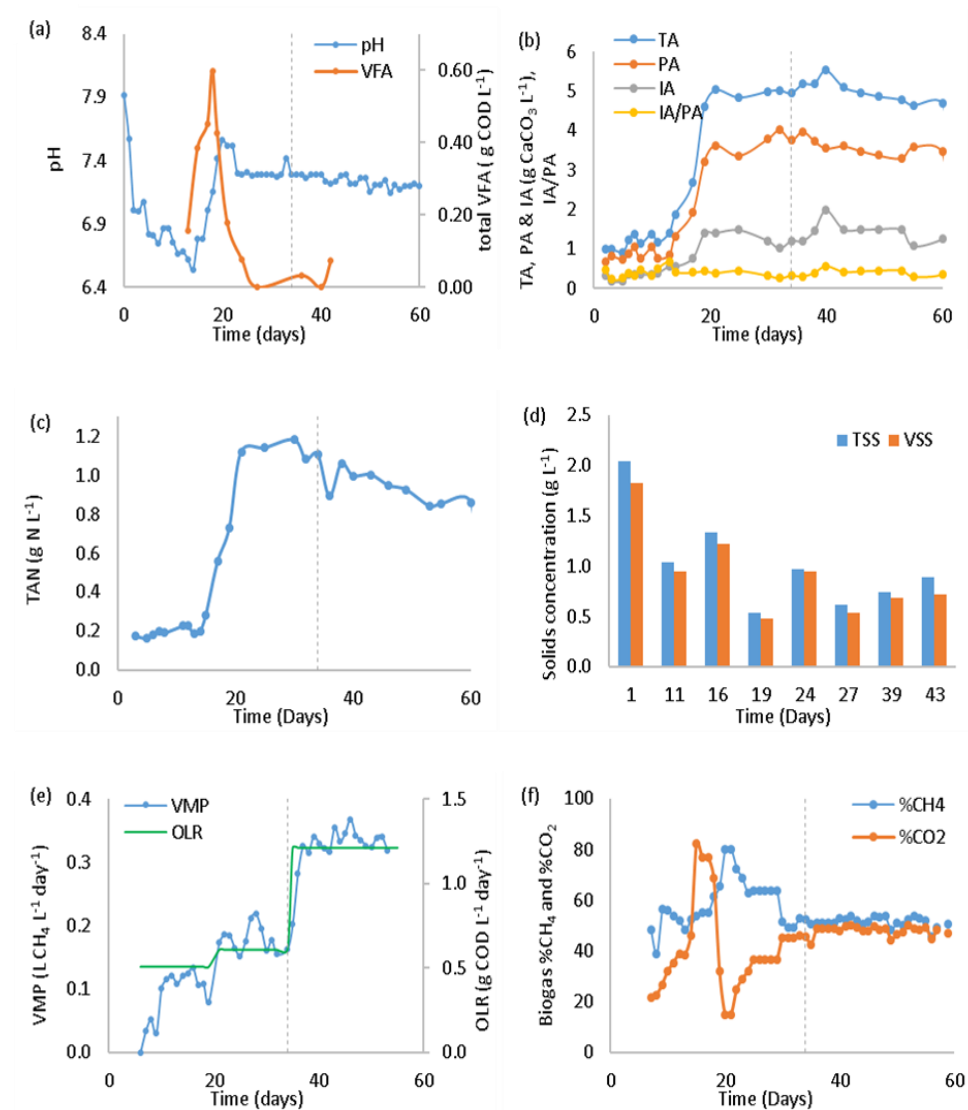 (a)
pH
VFA
8.4
7.9
7.4
6.9
6.4
pH
0.60
0.40
0.20
0.00
total VFA ( g COD L⁻¹)
0 20 40 60
Time (days)
(b)
TA
PA
IA
IA/PA
6
5
4
3
2
1
0
TA, PA & IA (g CaCO₃ L⁻¹),
IA/PA
0 20 40 60
Time (days)
(c)
1.2
1.0
0.8
0.6
0.4
0.2
0.0
TAN (g N L⁻¹)
0 20 40 60
Time (Days)
(d)
TSS VSS
2.5
2.0
1.5
1.0
0.5
0.0
Solids concentration (g L⁻¹)
1 11 16 19 24 27 39 43
Time (Days)
(e)
VMP
OLR
0.4
0.3
0.2
0.1
0.0
VMP (L CH₄ L⁻¹ day⁻¹)
1.5
1.0
0.5
0.0
OLR (g COD L⁻¹ day⁻¹)
0 20 40 60
Time (days)
(f)
%CH4
%CO2
100
80
60
40
20
0
Biogas %CH₄ and %CO₂
0 20 40 60
Time (Days)